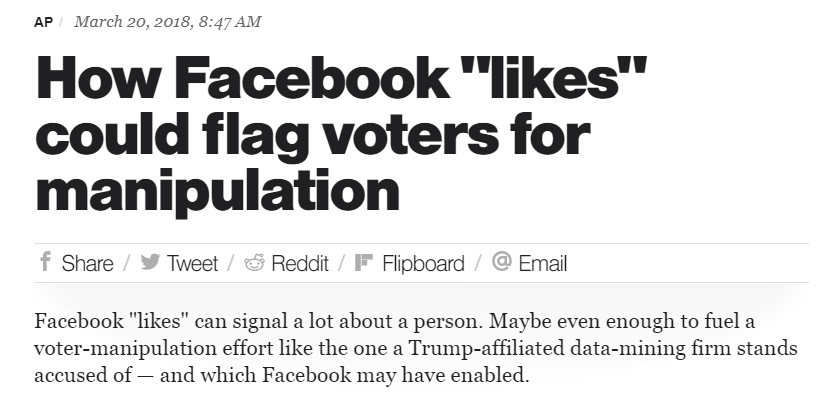 AP / March 20, 2018, 8:47 AM
How Facebook "likes"
could flag voters for
manipulation
Share / Tweet / Reddit / Flipboard / Email
Facebook "likes" can signal a lot about a person. Maybe even enough to fuel a
voter-manipulation effort like the one a Trump-affiliated data-mining firm stands
accused of — and which Facebook may have enabled.